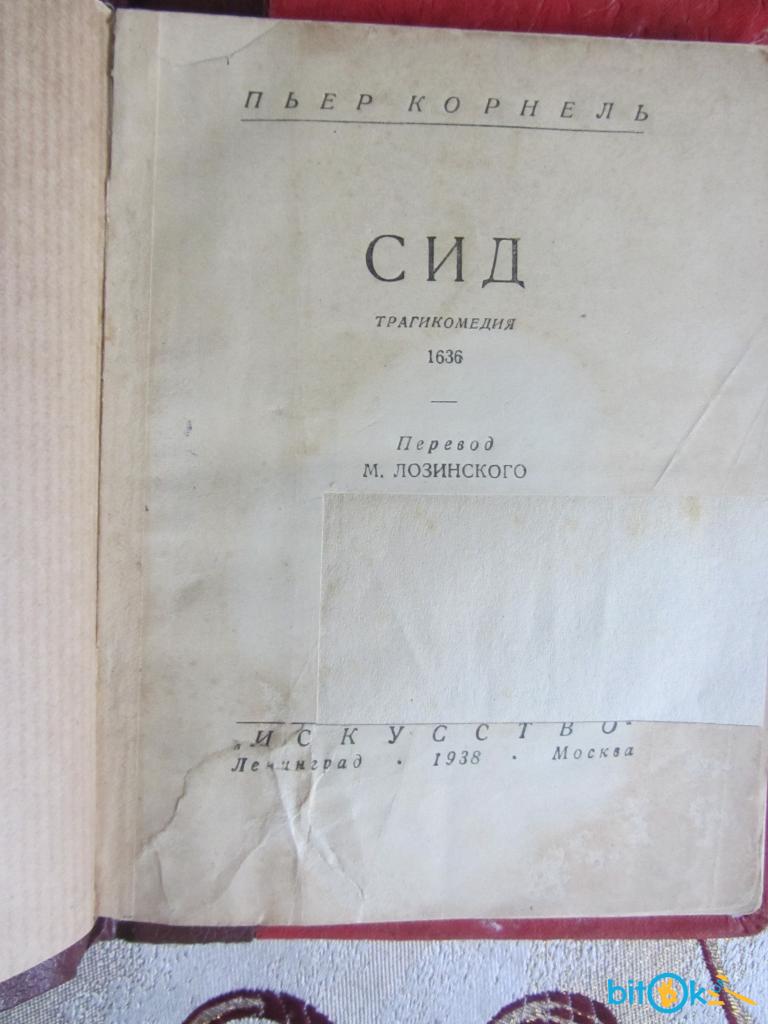 ПЬЕР КОРНЕЛЬ
СИД
ТРАГИКОМЕДИЯ
1636
—
Перевод
М. ЛОЗИНСКОГО
„ИСКУССТВО“
Ленинград • 1938 • Москва
bitok